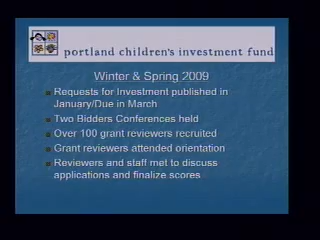 portland children's investment fund
Winter & Spring 2009
Requests for Investment published in
January/Due in March
Two Bidders Conferences held
Over 100 grant reviewers recruited
Grant reviewers attended orientation
Reviewers and staff met to discuss
applications and finalize scores